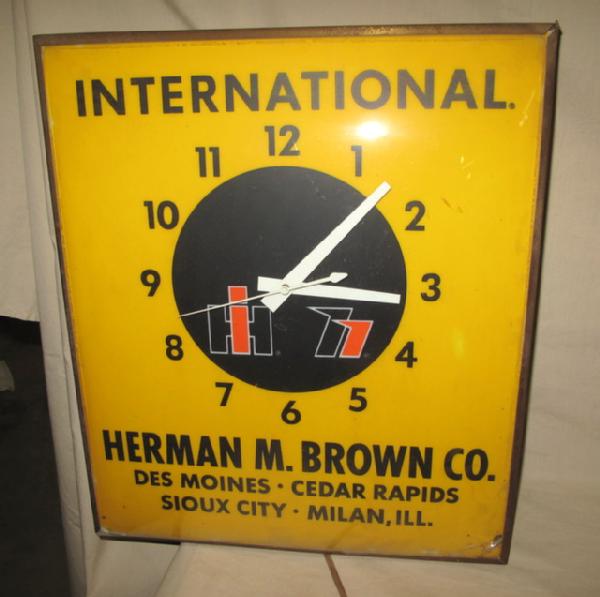 INTERNATIONAL.
12
11 1
10 2
9 3
8 4
7 5
6
IH
HERMAN M. BROWN CO.
DES MOINES · CEDAR RAPIDS
SIOUX CITY · MILAN, ILL.